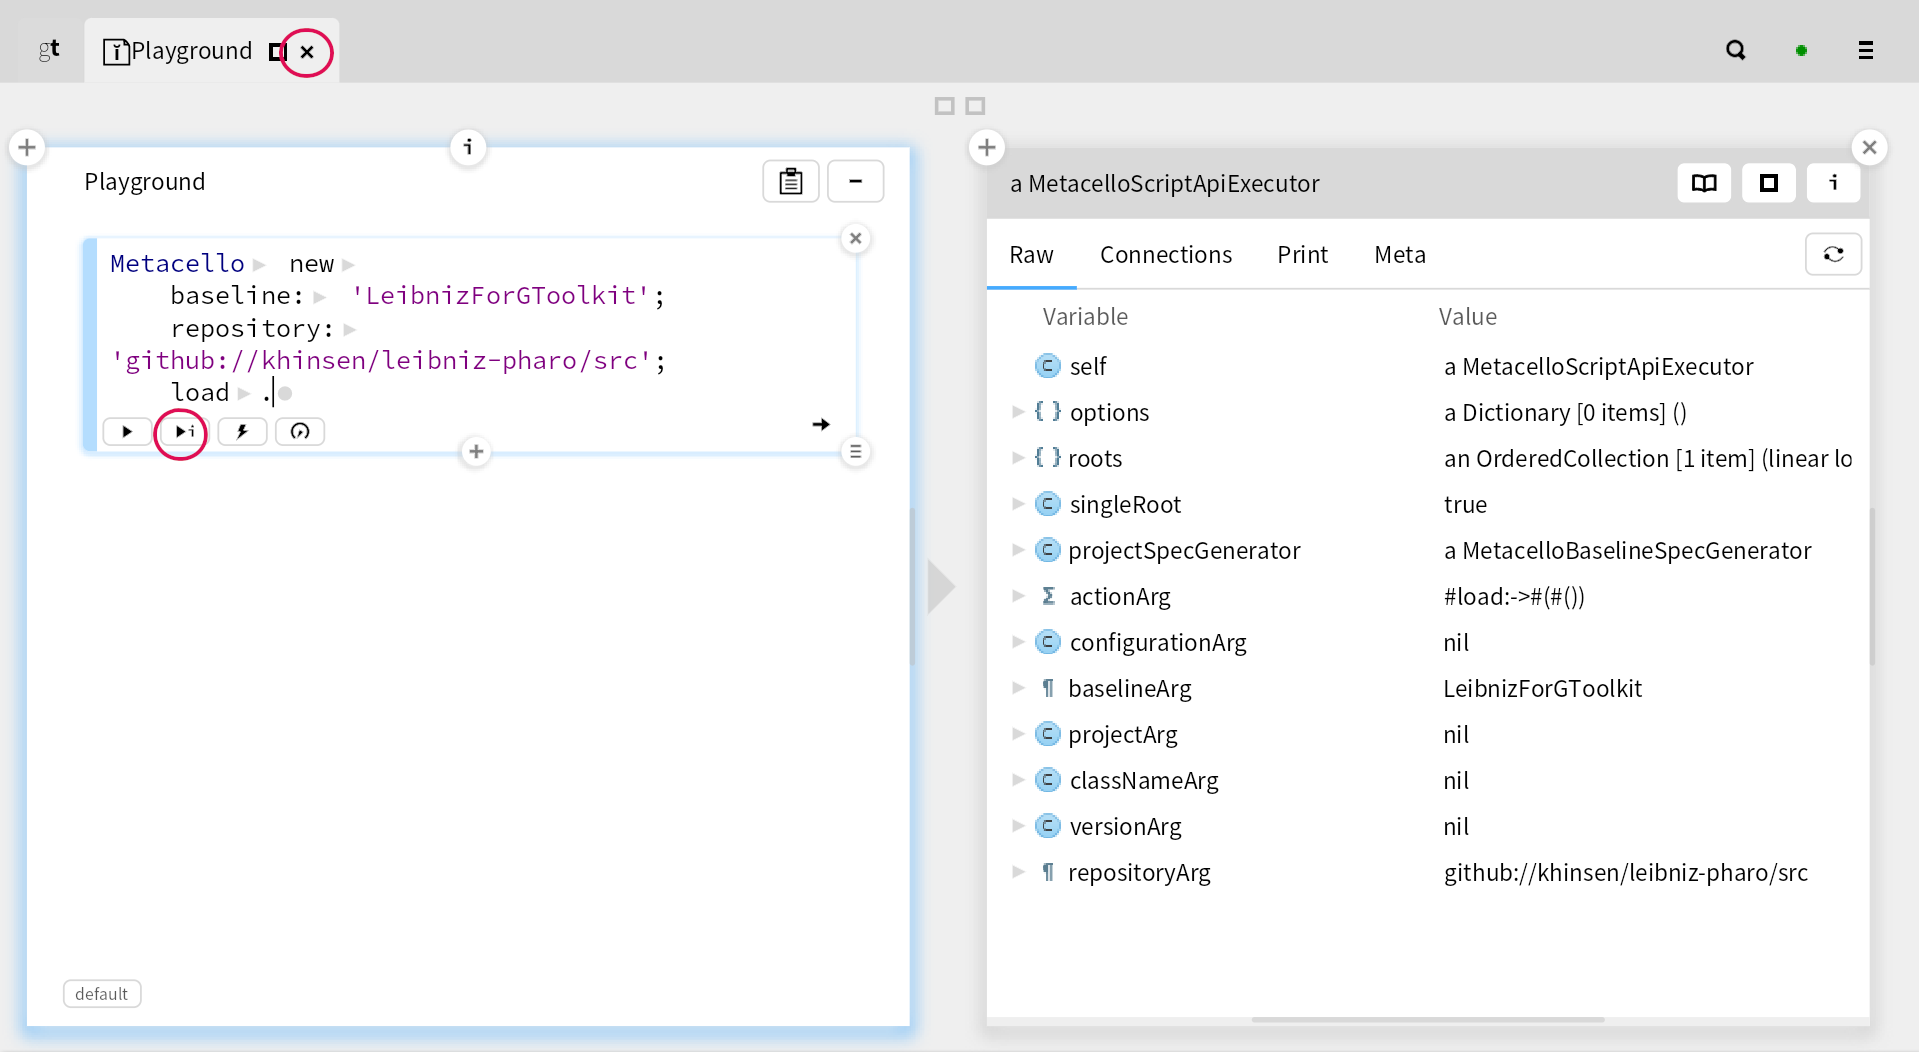 gt
Playground
Playground
Metacello new
baseline: 'LeibnizForGToolkit';
repository:
'github://khinsen/leibniz-pharo/src';
load .
i
default
i
a MetacelloScriptApiExecutor
i
Raw Connections Print Meta
Variable Value
self a MetacelloScriptApiExecutor
options a Dictionary [0 items] ()
roots an OrderedCollection [1 item] (linear lo
singleRoot true
projectSpecGenerator a MetacelloBaselineSpecGenerator
actionArg #load:->#(#())
configurationArg nil
baselineArg LeibnizForGToolkit
projectArg nil
classNameArg nil
versionArg nil
repositoryArg github://khinsen/leibniz-pharo/src